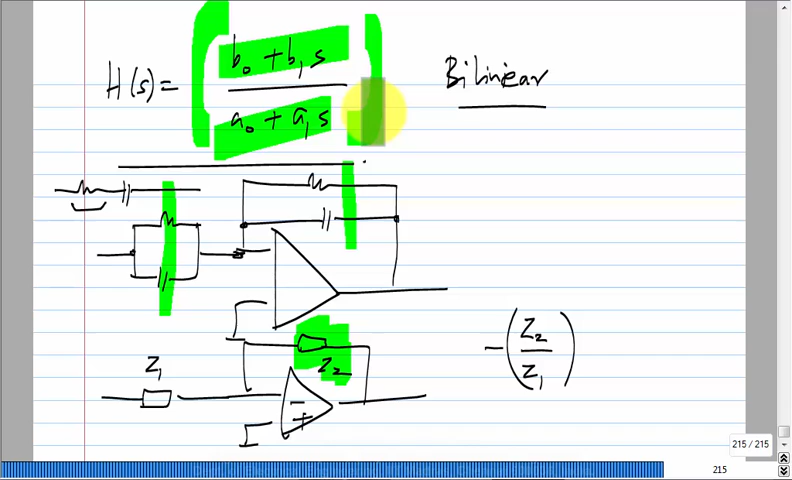 H(s) = (b₀ + b₁s / a₀ + a₁s) Bilinear
Z₁
Z₂
- +
-(Z₂ / Z₁)
215 / 215
215